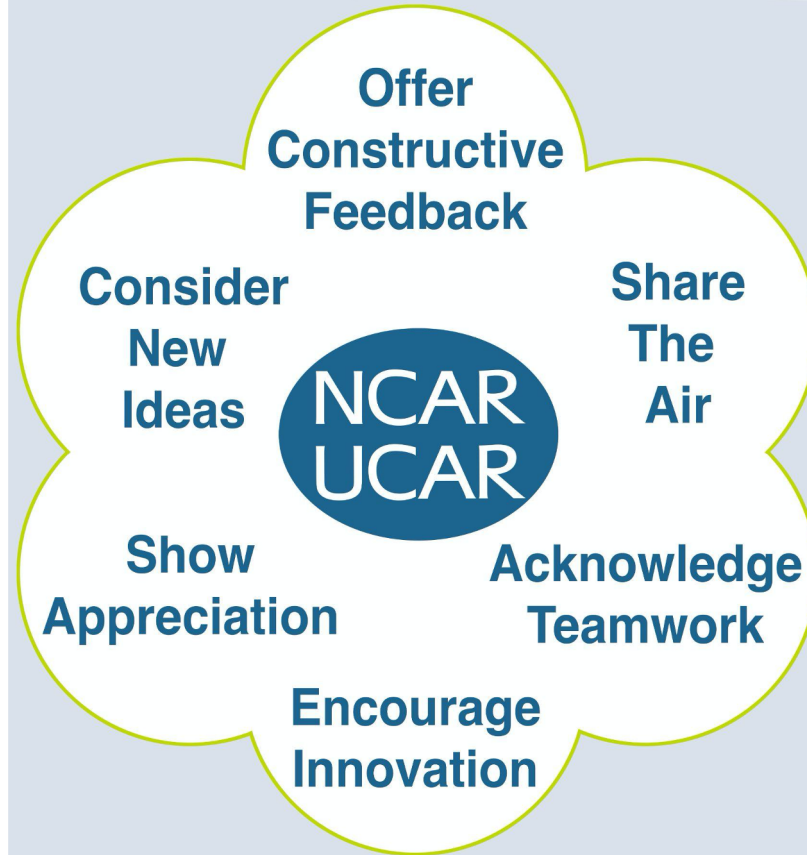 Offer
Constructive
Feedback
Share
The
Air
Acknowledge
Teamwork
Encourage
Innovation
Show
Appreciation
Consider
New
Ideas
NCAR
UCAR